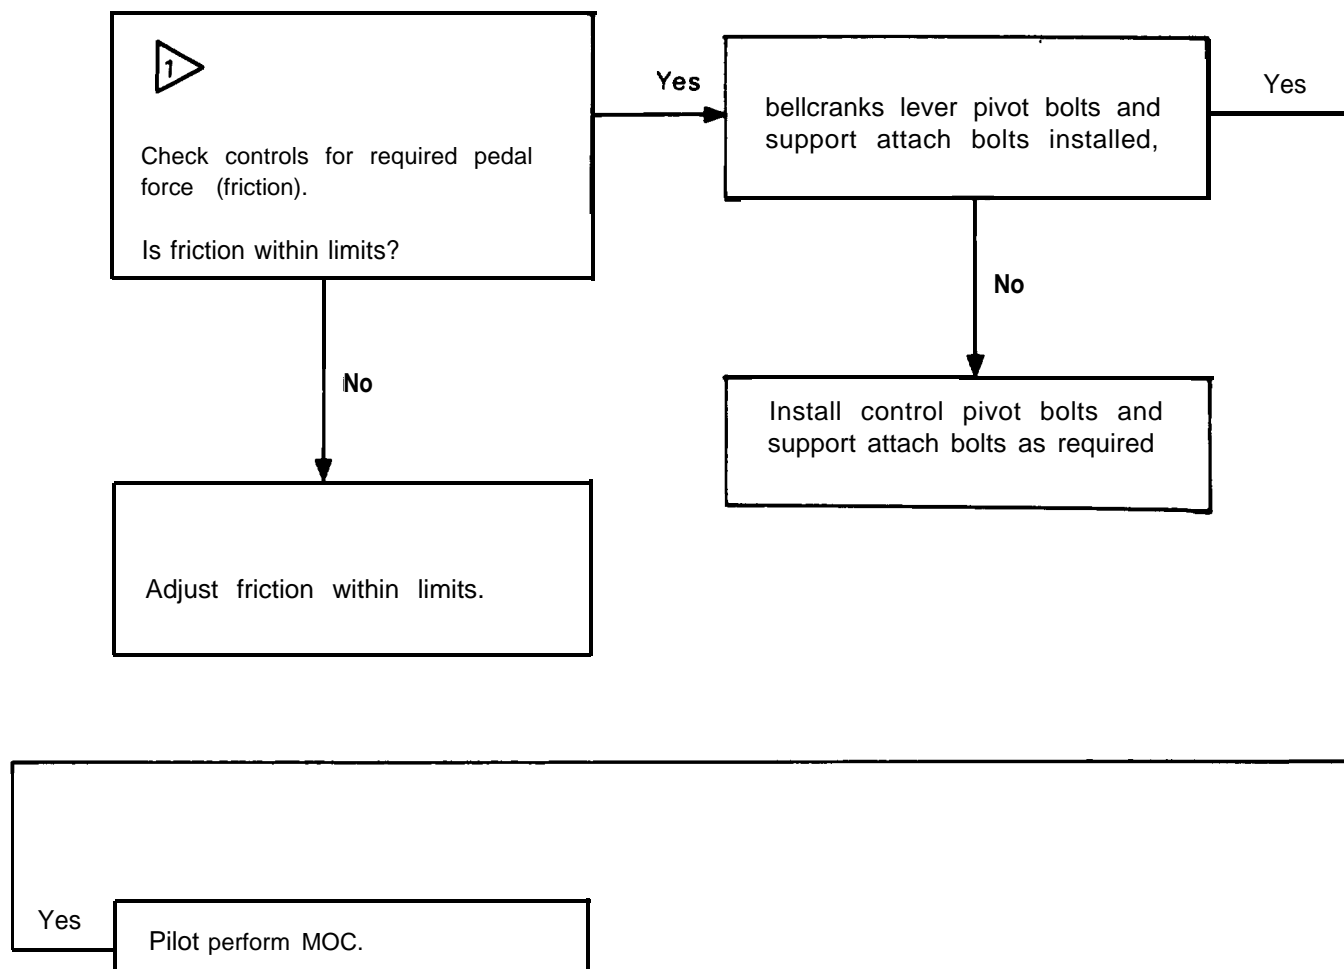 1
Check controls for required pedal
force (friction).
Is friction within limits?
Yes
bellcranks lever pivot bolts and
support attach bolts installed,
Yes
No
No
Install control pivot bolts and
support attach bolts as required
Adjust friction within limits.
Yes
Pilot perform MOC.